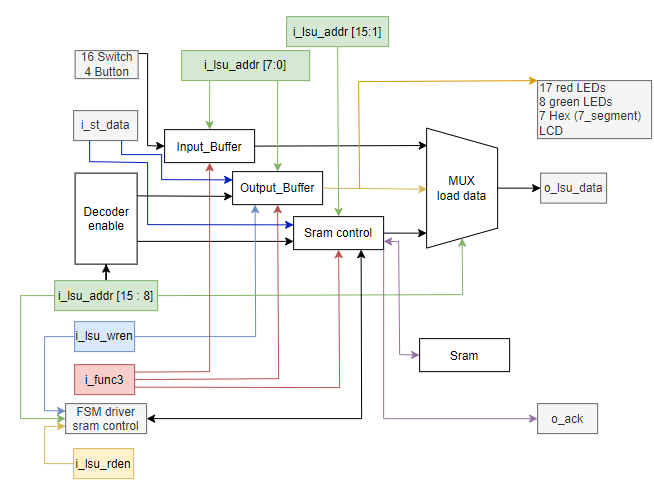 i_lsu_addr [15:1]
16 Switch
4 Button
i_lsu_addr [7:0]
17 red LEDs
8 green LEDs
7 Hex (7_segment)
LCD
i_st_data
Input_Buffer
Output_Buffer
MUX
load data
o_lsu_data
Decoder
enable
Sram control
i_lsu_addr [15 : 8]
i_lsu_wren
Sram
i_func3
FSM driver
sram control
o_ack
i_lsu_rden